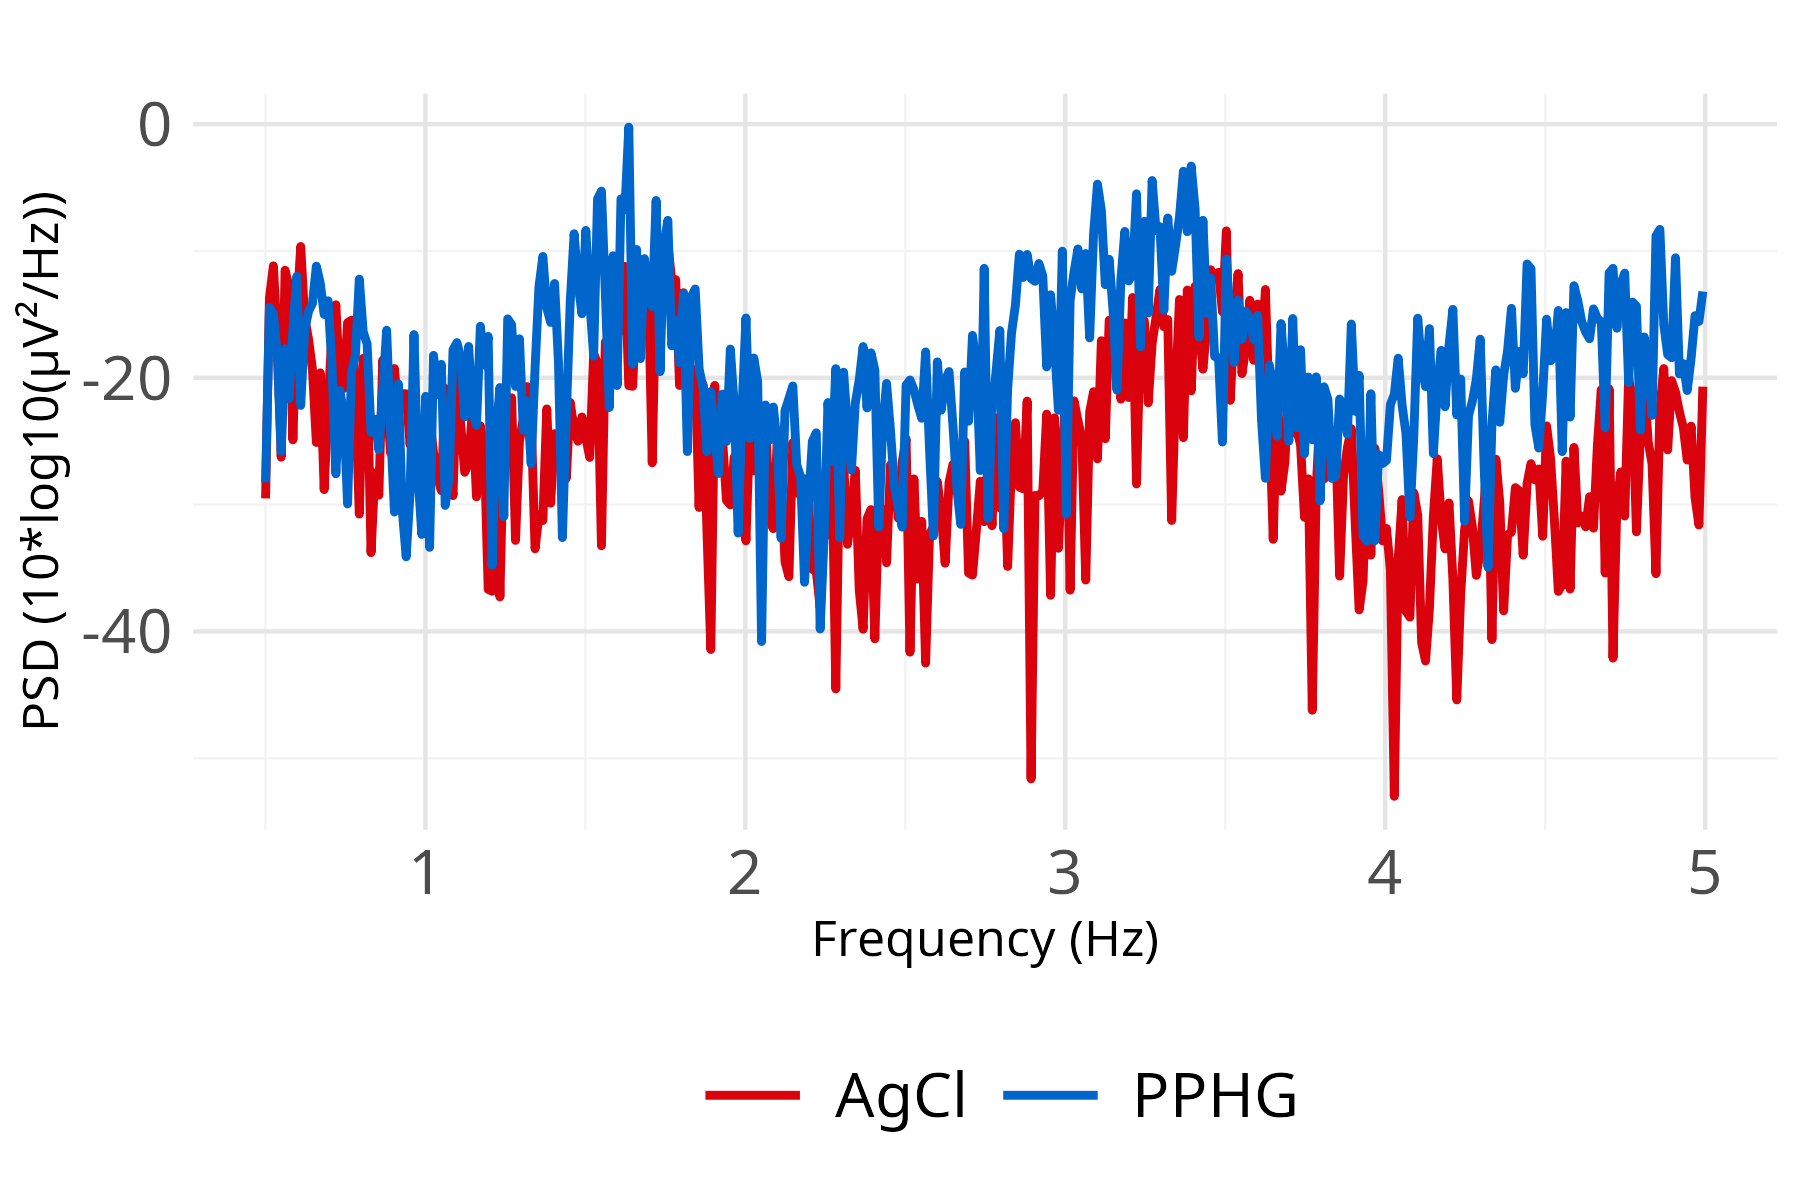 PSD (10*log10(µV²/Hz))
0
-20
-40
1 2 3 4 5
Frequency (Hz)
AgCl PPHG